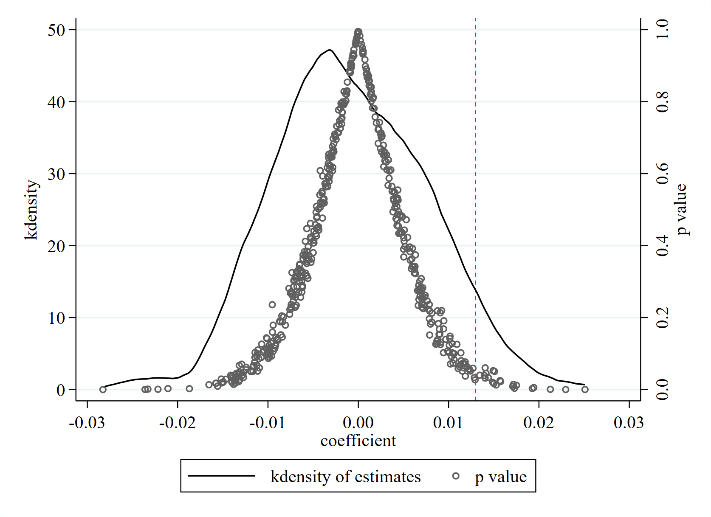 50
40
30
20
10
0
kdensity
1.0
0.8
0.6
0.4
0.2
0.0
p value
-0.03 -0.02 -0.01 0.00 0.01 0.02 0.03
coefficient
kdensity of estimates p value